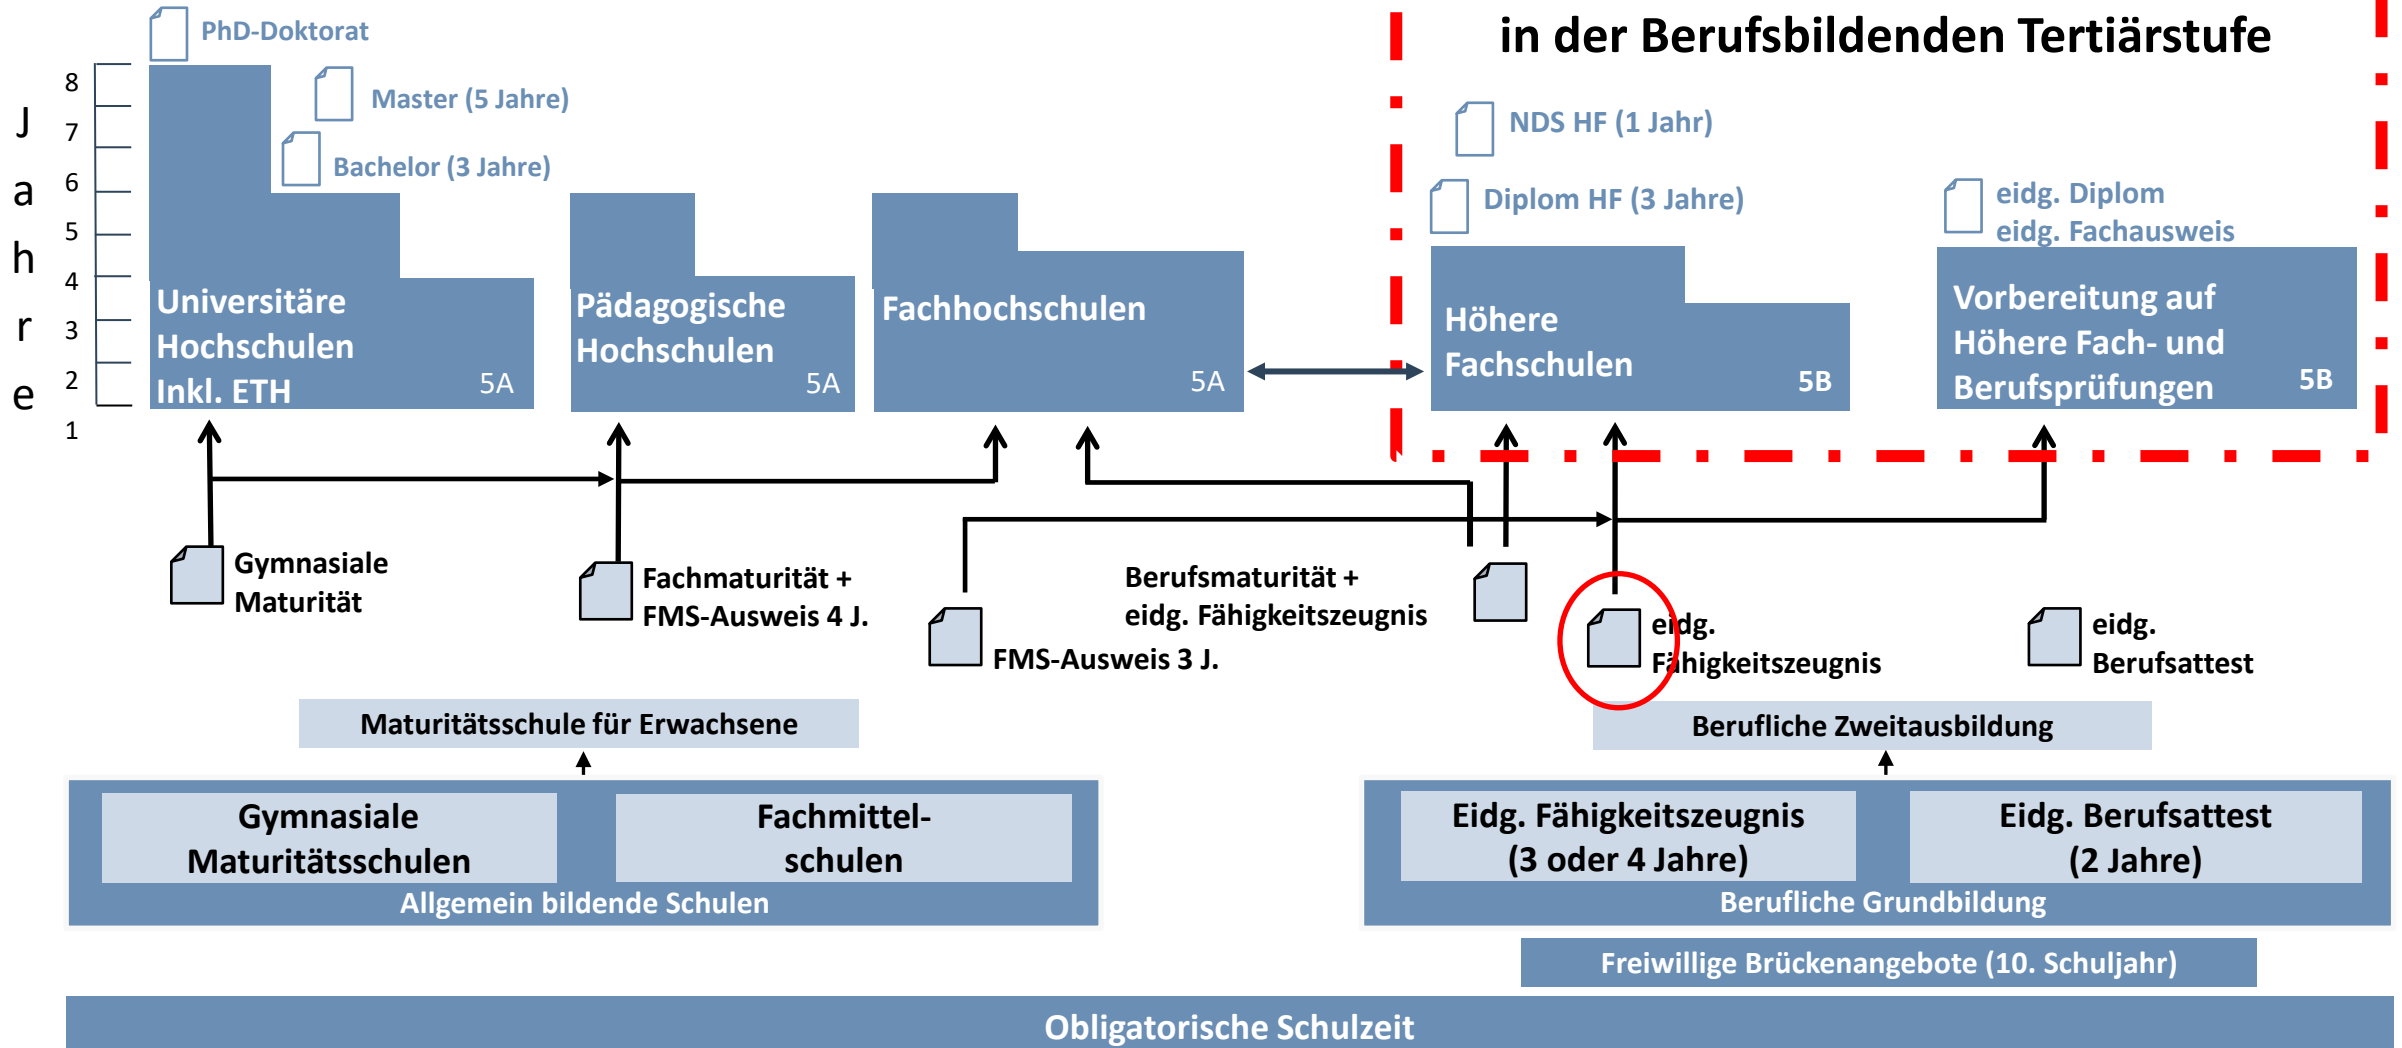 in der Berufsbildenden Tertiärstufe
PhD-Doktorat
Master (5 Jahre)
Bachelor (3 Jahre)
NDS HF (1 Jahr)
Diplom HF (3 Jahre)
eidg. Diplom
eidg. Fachausweis
Jahre
8
7
6
5
4
3
2
1
Universitäre
Hochschulen
Inkl. ETH
5A
Pädagogische
Hochschulen
5A
Fachhochschulen
5A
Höhere
Fachschulen
5B
Vorbereitung auf
Höhere Fach- und
Berufsprüfungen
5B
Gymnasiale
Maturität
Fachmaturität +
FMS-Ausweis 4 J.
FMS-Ausweis 3 J.
Berufsmaturität +
eidg. Fähigkeitszeugnis
eidg.
Fähigkeitszeugnis
eidg.
Berufsattest
Maturitätsschule für Erwachsene
Berufliche Zweitausbildung
Gymnasiale
Maturitätsschulen
Fachmittel-
schulen
Allgemein bildende Schulen
Eidg. Fähigkeitszeugnis
(3 oder 4 Jahre)
Eidg. Berufsattest
(2 Jahre)
Berufliche Grundbildung
Freiwillige Brückenangebote (10. Schuljahr)
Obligatorische Schulzeit